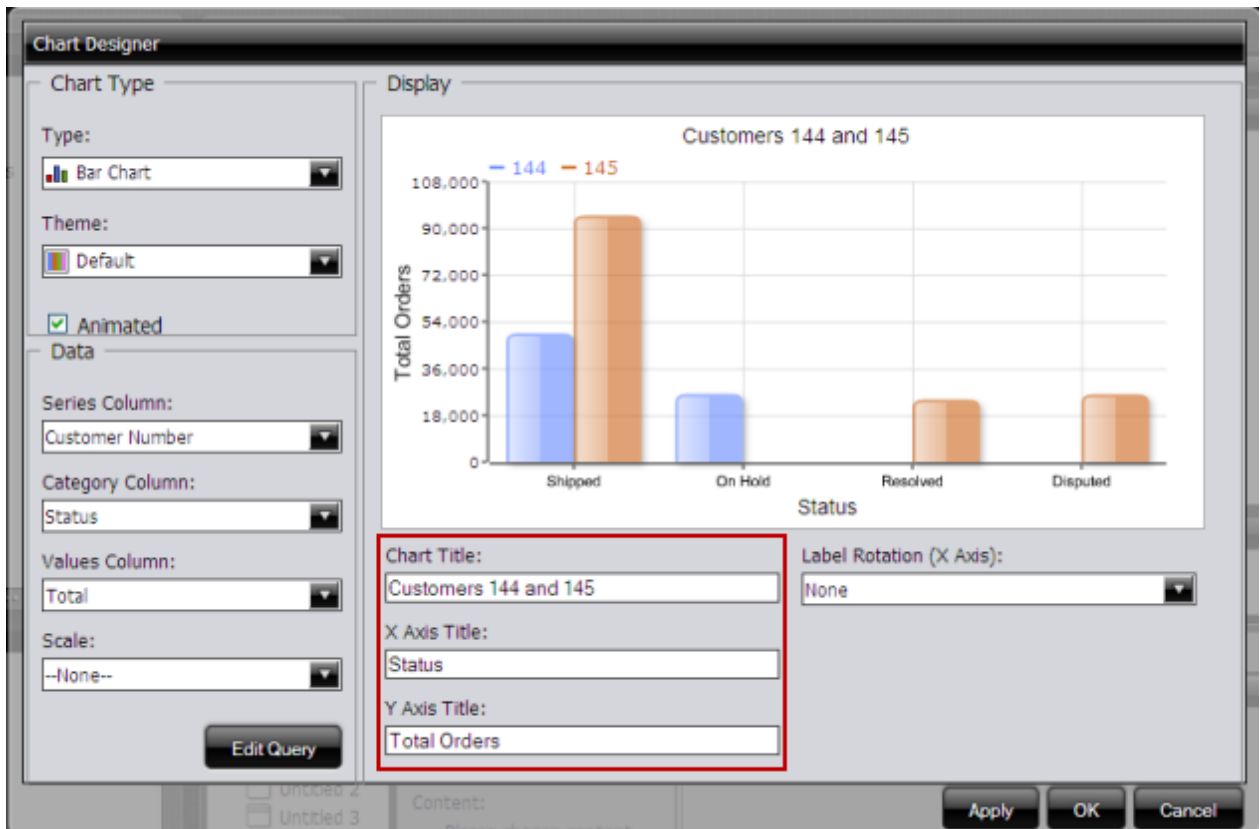 Chart Designer
Chart Type
Type:
Bar Chart
Theme:
Default
Animated
Data
Series Column:
Customer Number
Category Column:
Status
Values Column:
Total
Scale:
--None--
Edit Query
Display
Customers 144 and 145
144 145
108,000
90,000
72,000
54,000
36,000
18,000
0
Total Orders
Shipped On Hold Resolved Disputed
Status
Chart Title:
Customers 144 and 145
X Axis Title:
Status
Y Axis Title:
Total Orders
Label Rotation (X Axis):
None
Untitled 2
Untitled 3
Content:
Apply OK Cancel